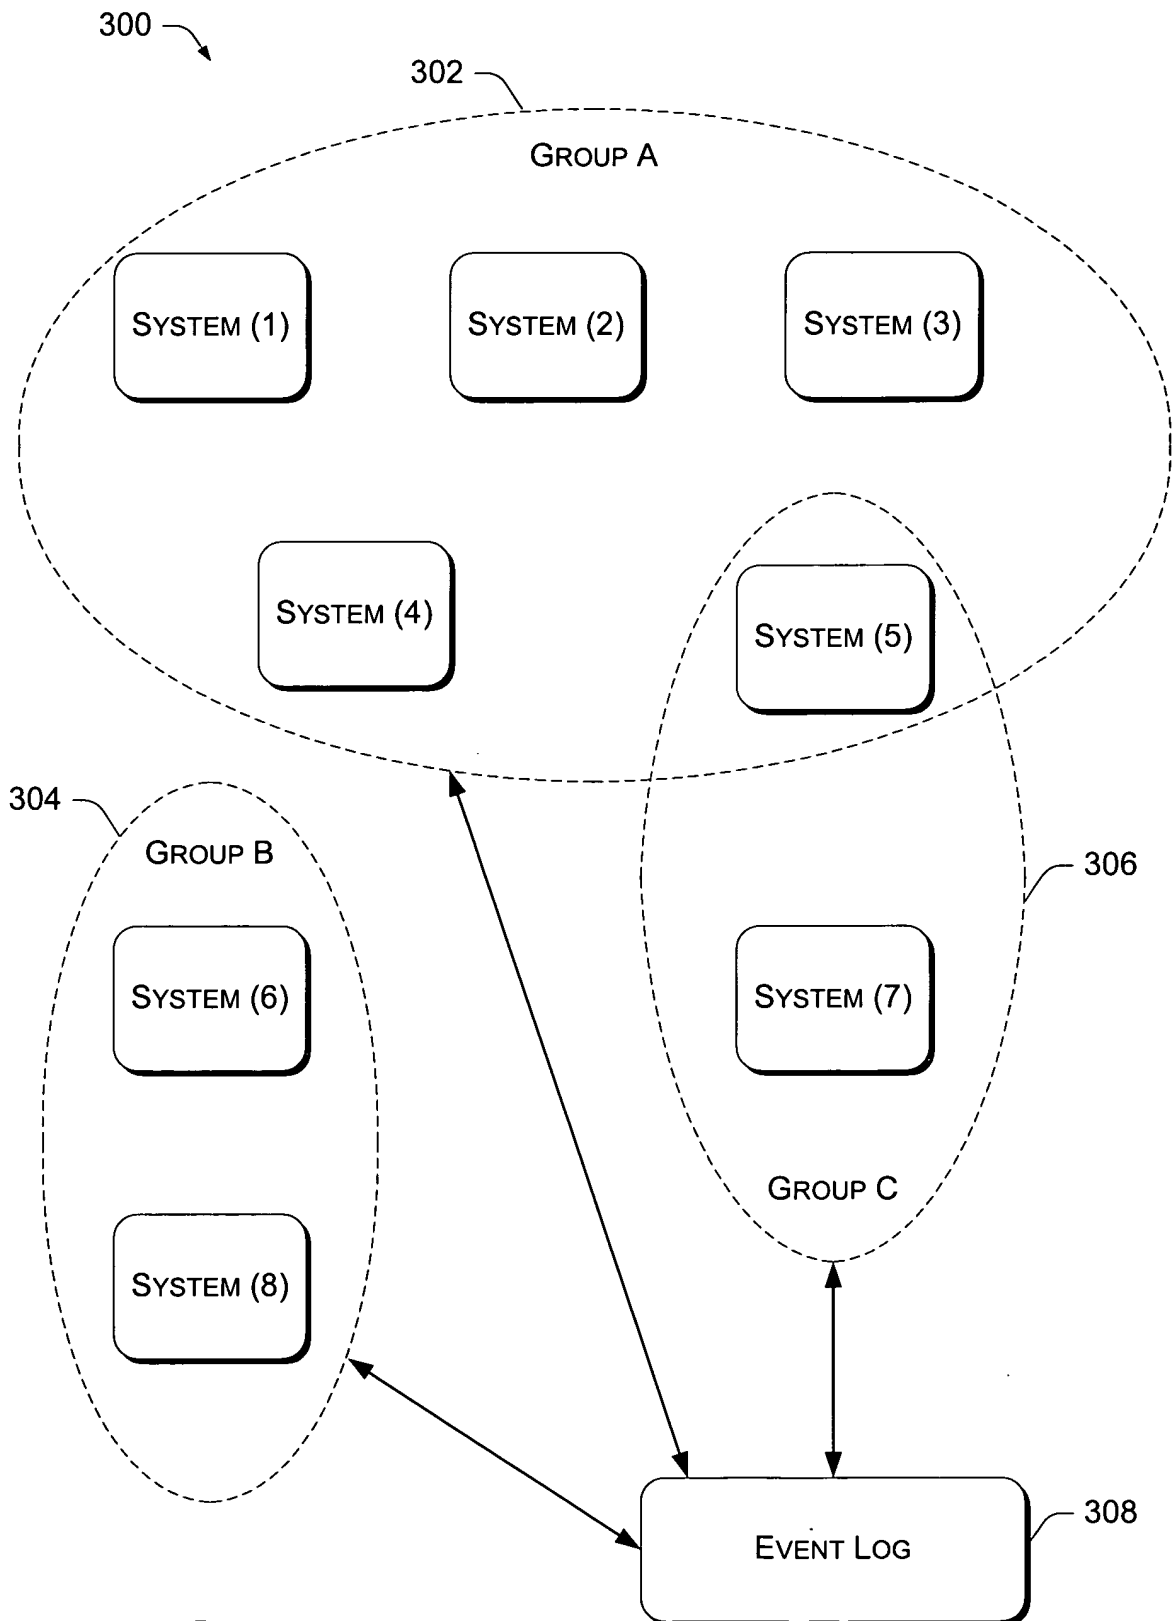 300
302
GROUP A
SYSTEM (1)
SYSTEM (2)
SYSTEM (3)
SYSTEM (4)
SYSTEM (5)
304
GROUP B
306
SYSTEM (6)
SYSTEM (7)
GROUP C
SYSTEM (8)
308
EVENT LOG